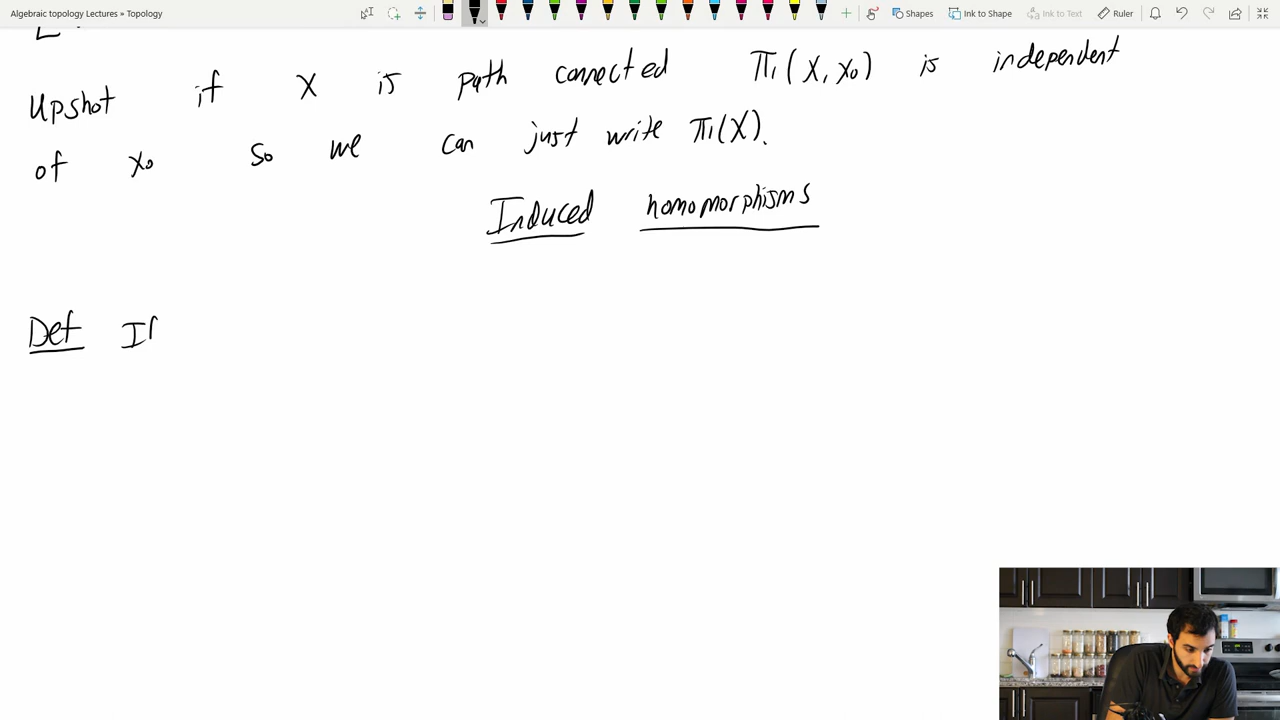 Algebraic topology Lectures » Topology
Shapes Ink to Shape Ink to Text Ruler
Upshot if X is path connected π1(X, x0) is independent
of x0 so we can just write π1(X).
Induced homomorphisms
Def If